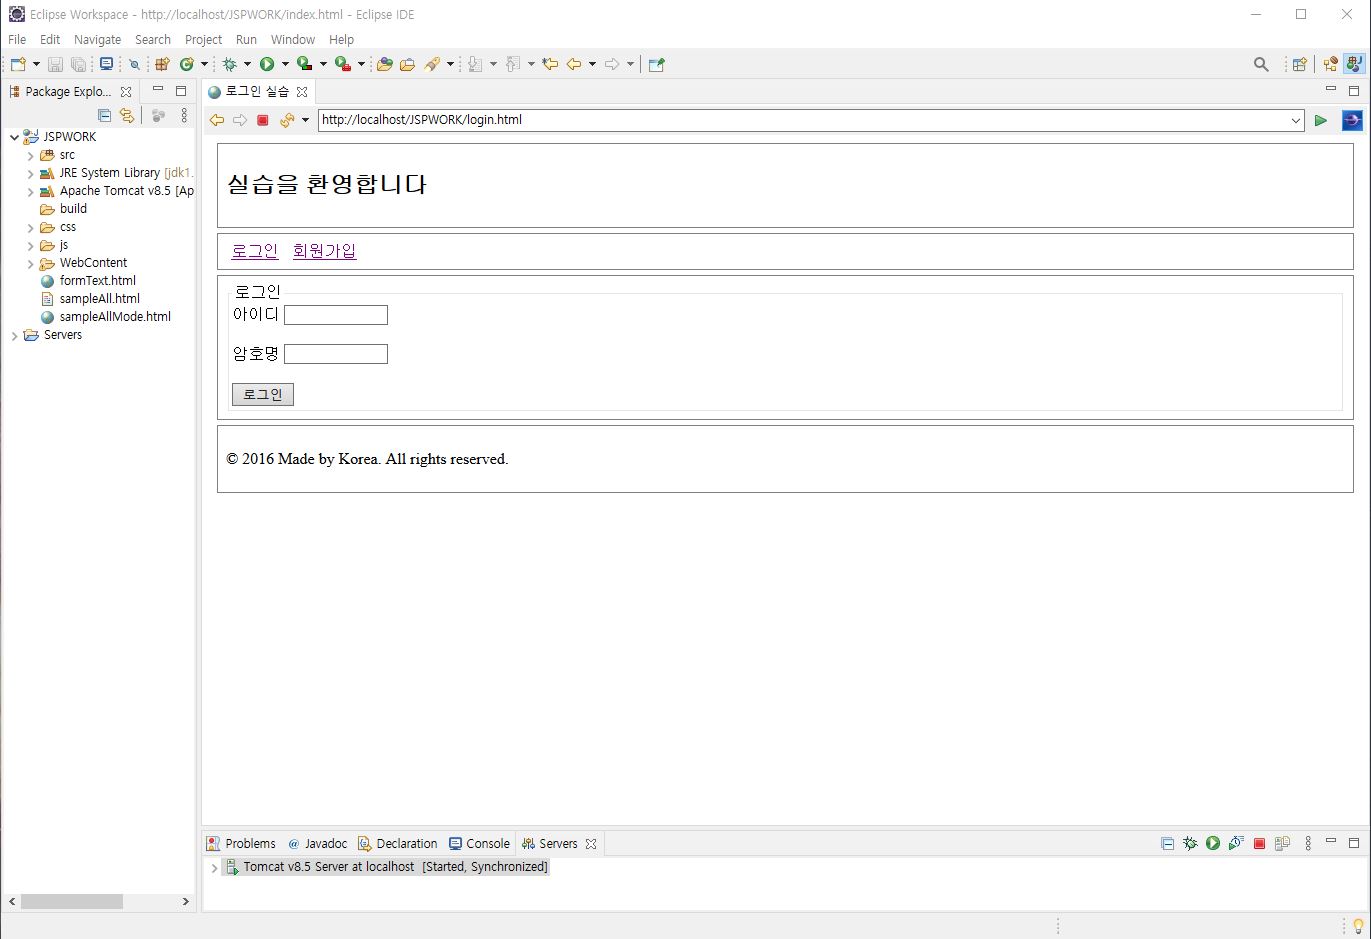 Eclipse Workspace - http://localhost/JSPWORK/index.html - Eclipse IDE
File Edit Navigate Search Project Run Window Help
Package Explo...
로그인 실습
http://localhost/JSPWORK/login.html
JSPWORK
src
JRE System Library [jdk1.
Apache Tomcat v8.5 [Ap
build
css
js
WebContent
formText.html
sampleAll.html
sampleAllMode.html
Servers
실습을 환영합니다
로그인 회원가입
로그인
아이디
암호명
로그인
© 2016 Made by Korea. All rights reserved.
Problems @ Javadoc Declaration Console Servers
Tomcat v8.5 Server at localhost [Started, Synchronized]